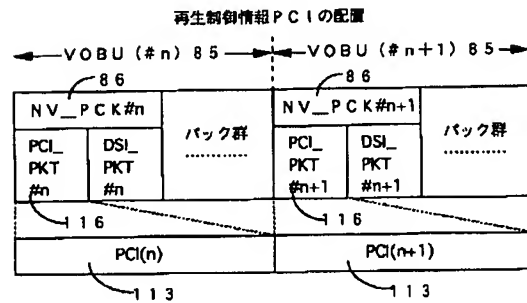 再生制御情報PCIの配置
VOBU(#n)85 VOBU(#n+1)85
86 86
NV_PCK#n パック群 NV_PCK#n+1 パック群
PCI_ DSI_ ………… PCI_ DSI_ …………
PKT PKT PKT PKT
#n #n #n+1 #n+1
116 116
PCI(n) PCI(n+1)
113 113